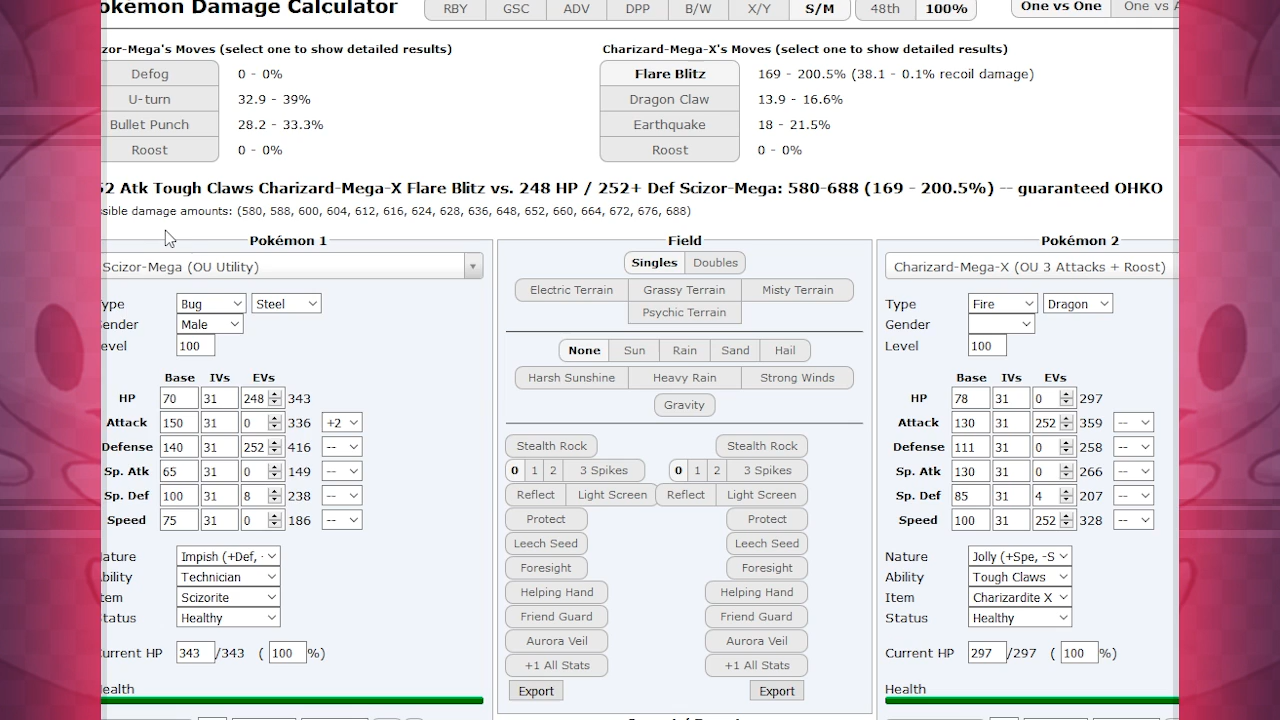 okémon Damage Calculator RBY GSC ADV DPP B/W X/Y S/M 48th 100% One vs One One vs A
zor-Mega's Moves (select one to show detailed results) Charizard-Mega-X's Moves (select one to show detailed results)
Defog 0 - 0% Flare Blitz 169 - 200.5% (38.1 - 0.1% recoil damage)
U-turn 32.9 - 39% Dragon Claw 13.9 - 16.6%
Bullet Punch 28.2 - 33.3% Earthquake 18 - 21.5%
Roost 0 - 0% Roost 0 - 0%
52 Atk Tough Claws Charizard-Mega-X Flare Blitz vs. 248 HP / 252+ Def Scizor-Mega: 580-688 (169 - 200.5%) -- guaranteed OHKO
ssible damage amounts: (580, 588, 600, 604, 612, 616, 624, 628, 636, 648, 652, 660, 664, 672, 676, 688)
Pokémon 1 Field Pokémon 2
Scizor-Mega (OU Utility) Singles Doubles Charizard-Mega-X (OU 3 Attacks + Roost)
Electric Terrain Grassy Terrain Misty Terrain
ype Bug Steel Psychic Terrain Type Fire Dragon
ender Male Gender
evel 100 None Sun Rain Sand Hail Level 100
Base IVs EVs Harsh Sunshine Heavy Rain Strong Winds Base IVs EVs
HP 70 31 248 343 Gravity HP 78 31 0 297
Attack 150 31 0 336 +2 Attack 130 31 252 359 --
Defense 140 31 252 416 -- Stealth Rock Stealth Rock Defense 111 31 0 258 --
Sp. Atk 65 31 0 149 -- 0 1 2 3 Spikes 0 1 2 3 Spikes Sp. Atk 130 31 0 266 --
Sp. Def 100 31 8 238 -- Reflect Light Screen Reflect Light Screen Sp. Def 85 31 4 207 --
Speed 75 31 0 186 -- Protect Protect Speed 100 31 252 328 --
Leech Seed Leech Seed
ature Impish (+Def, - Foresight Foresight Nature Jolly (+Spe, -S
bility Technician Helping Hand Helping Hand Ability Tough Claws
tem Scizorite Item Charizardite X
Status Healthy Friend Guard Friend Guard Status Healthy
urrent HP 343 /343 ( 100 %) Aurora Veil Aurora Veil Current HP 297 /297 ( 100 %)
+1 All Stats +1 All Stats
ealth Export Export Health